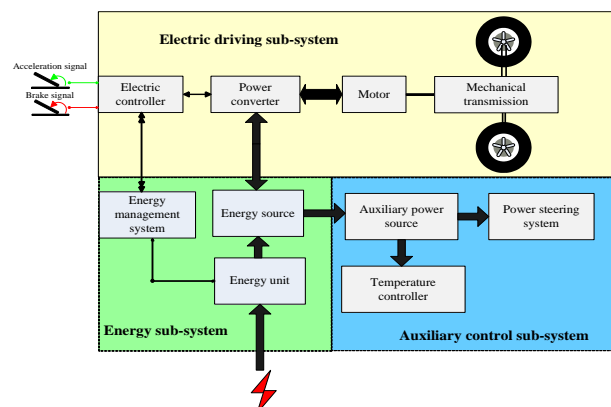 Electric driving sub-system
Acceleration signal
Brake signal
Electric
controller
Power
converter
Motor
Mechanical
transmission
Energy
management
system
Energy source
Auxiliary power
source
Power steering
system
Energy unit
Temperature
controller
Energy sub-system
Auxiliary control sub-system